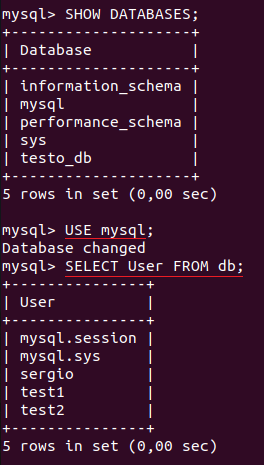 mysql> SHOW DATABASES;
+--------------------+
| Database           |
+--------------------+
| information_schema |
| mysql              |
| performance_schema |
| sys                |
| testo_db           |
+--------------------+
5 rows in set (0,00 sec)

mysql> USE mysql;
Database changed
mysql> SELECT User FROM db;
+---------------+
| User          |
+---------------+
| mysql.session |
| mysql.sys     |
| sergio        |
| test1         |
| test2         |
+---------------+
5 rows in set (0,00 sec)